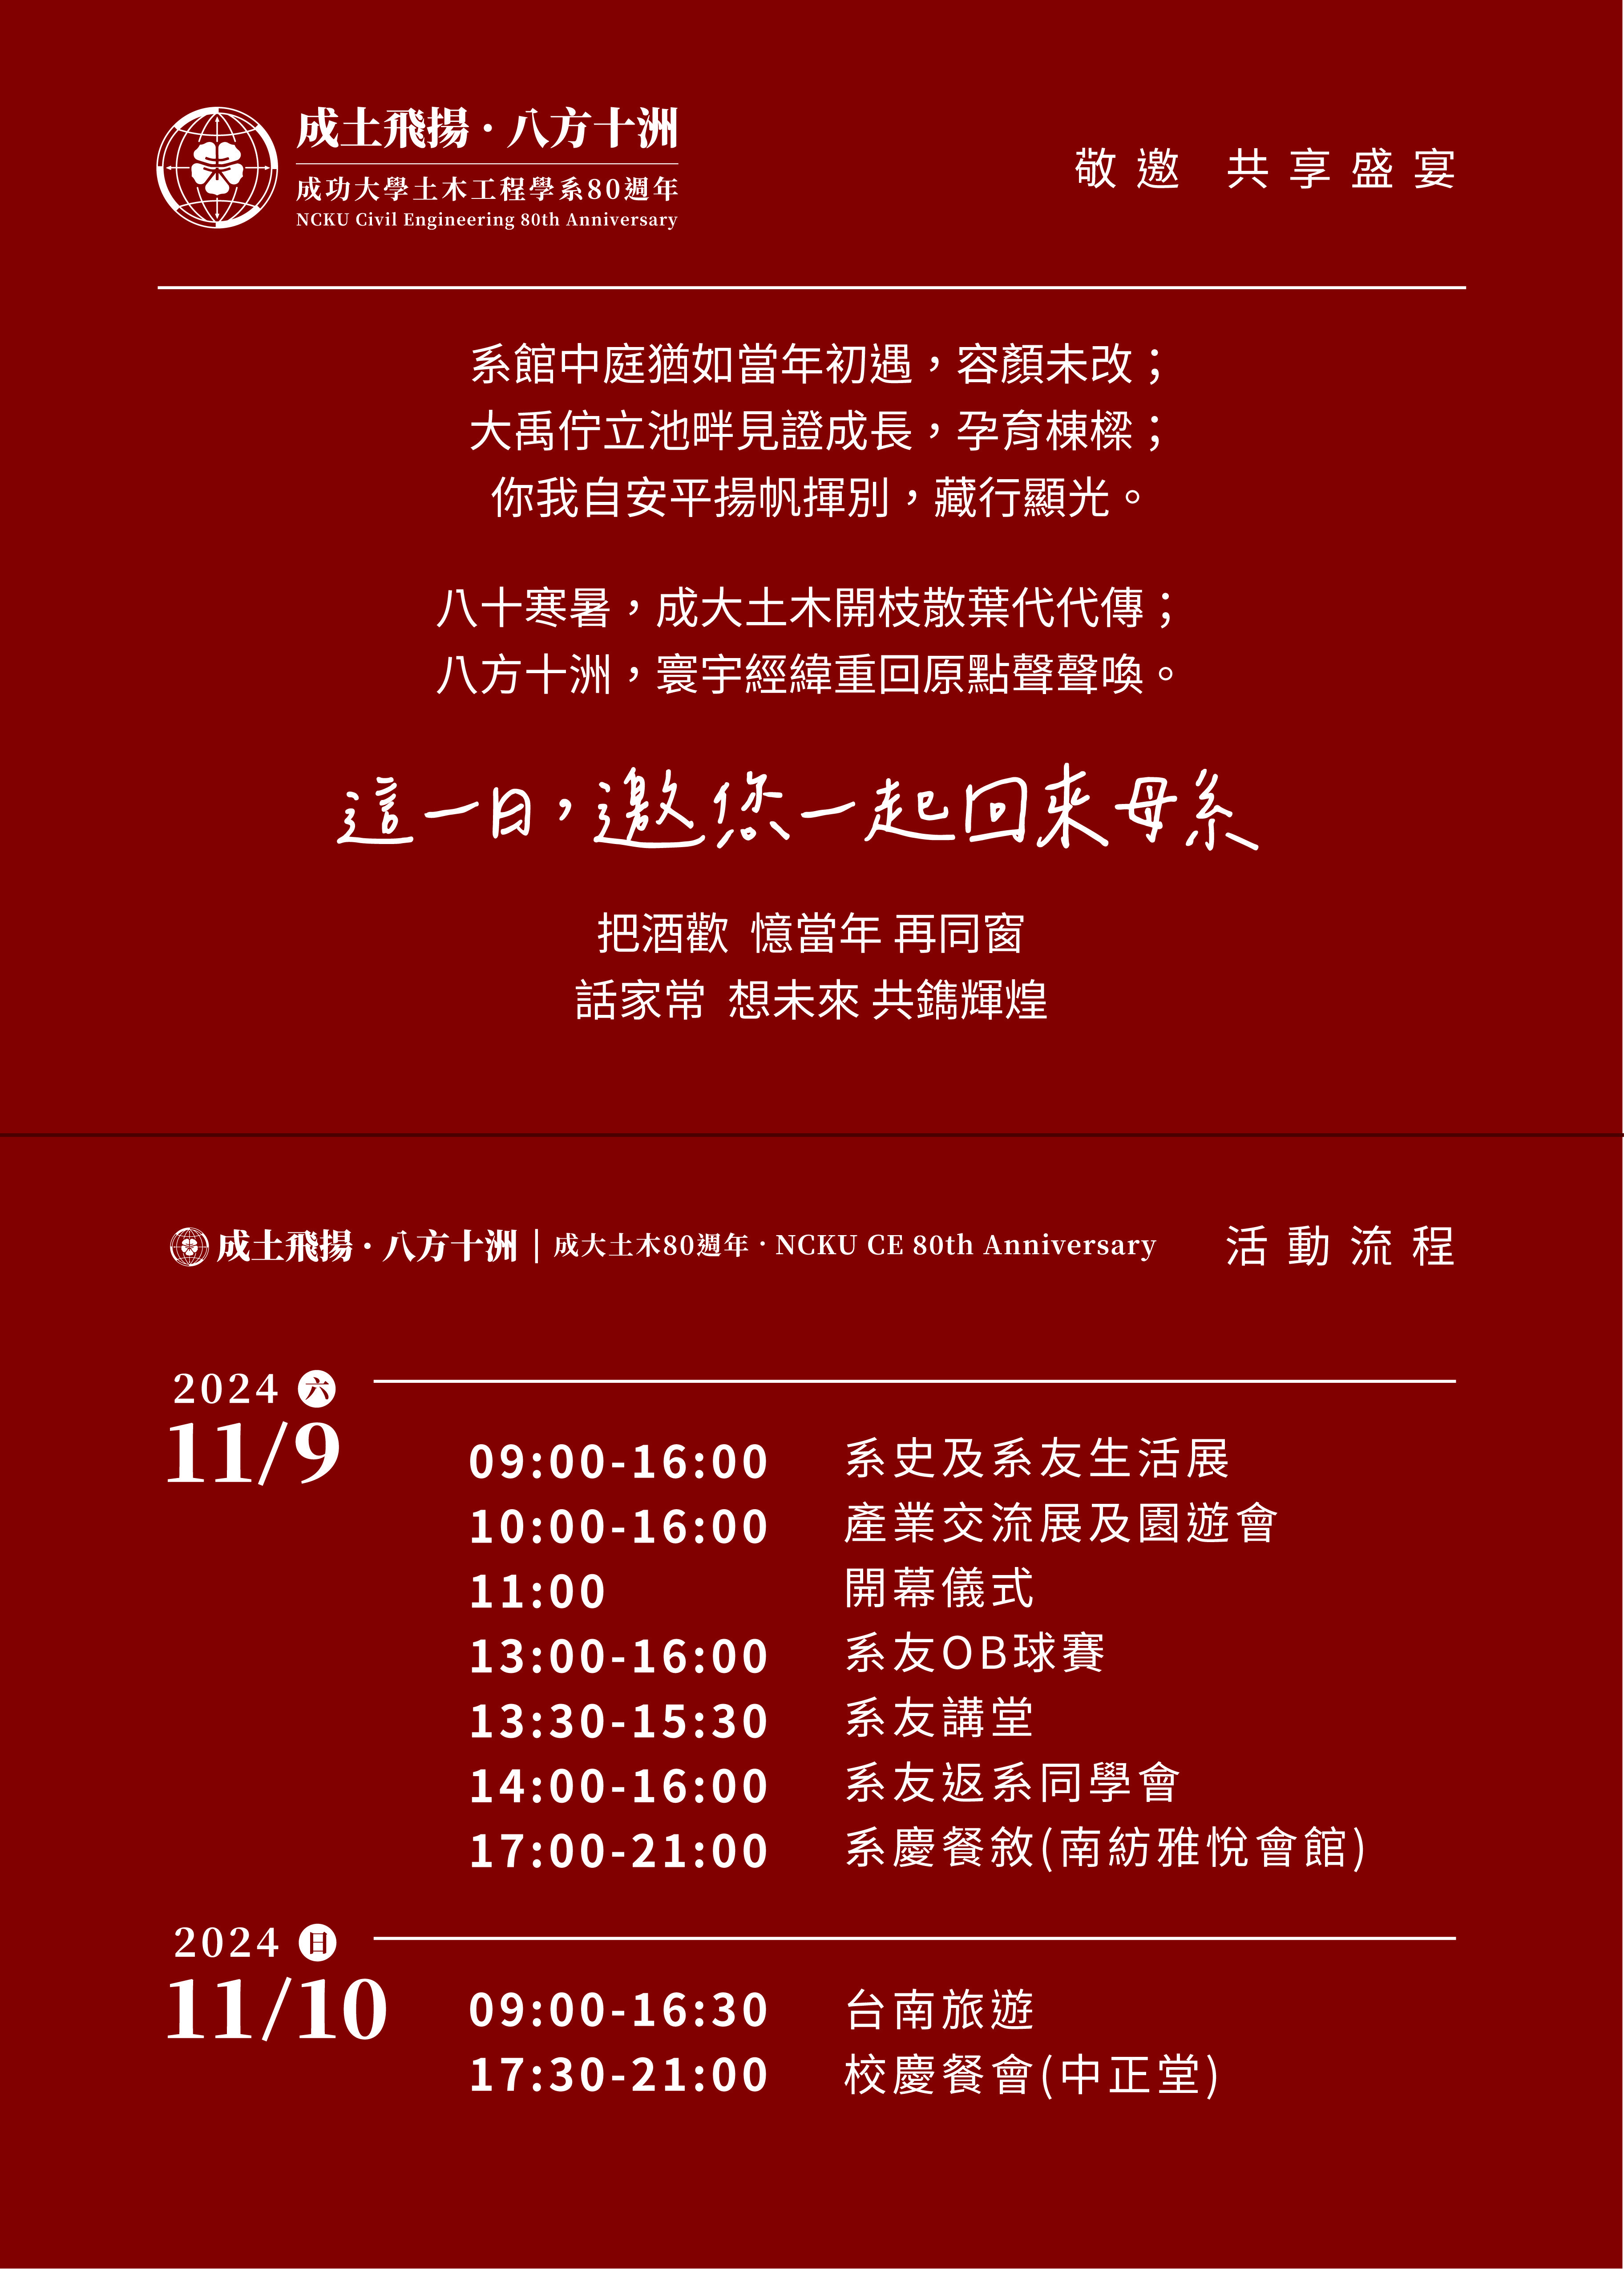 成土飛揚·八方十洲
成功大學土木工程學系80週年
NCKU Civil Engineering 80th Anniversary
敬邀 共享盛宴
系館中庭猶如當年初遇，容顏未改；
大禹佇立池畔見證成長，孕育棟樑；
你我自安平揚帆揮別，藏行顯光。
八十寒暑，成大土木開枝散葉代代傳；
八方十洲，寰宇經緯重回原點聲聲喚。
這一日，邀您一起回來母系
把酒歡 憶當年 再同窗
話家常 想未來 共鐫輝煌
成土飛揚·八方十洲｜成大土木80週年·NCKU CE 80th Anniversary
活動流程
2024 六
11/9
09:00-16:00 系史及系友生活展
10:00-16:00 產業交流展及園遊會
11:00 開幕儀式
13:00-16:00 系友OB球賽
13:30-15:30 系友講堂
14:00-16:00 系友返系同學會
17:00-21:00 系慶餐敘(南紡雅悅會館)
2024 日
11/10
09:00-16:30 台南旅遊
17:30-21:00 校慶餐會(中正堂)